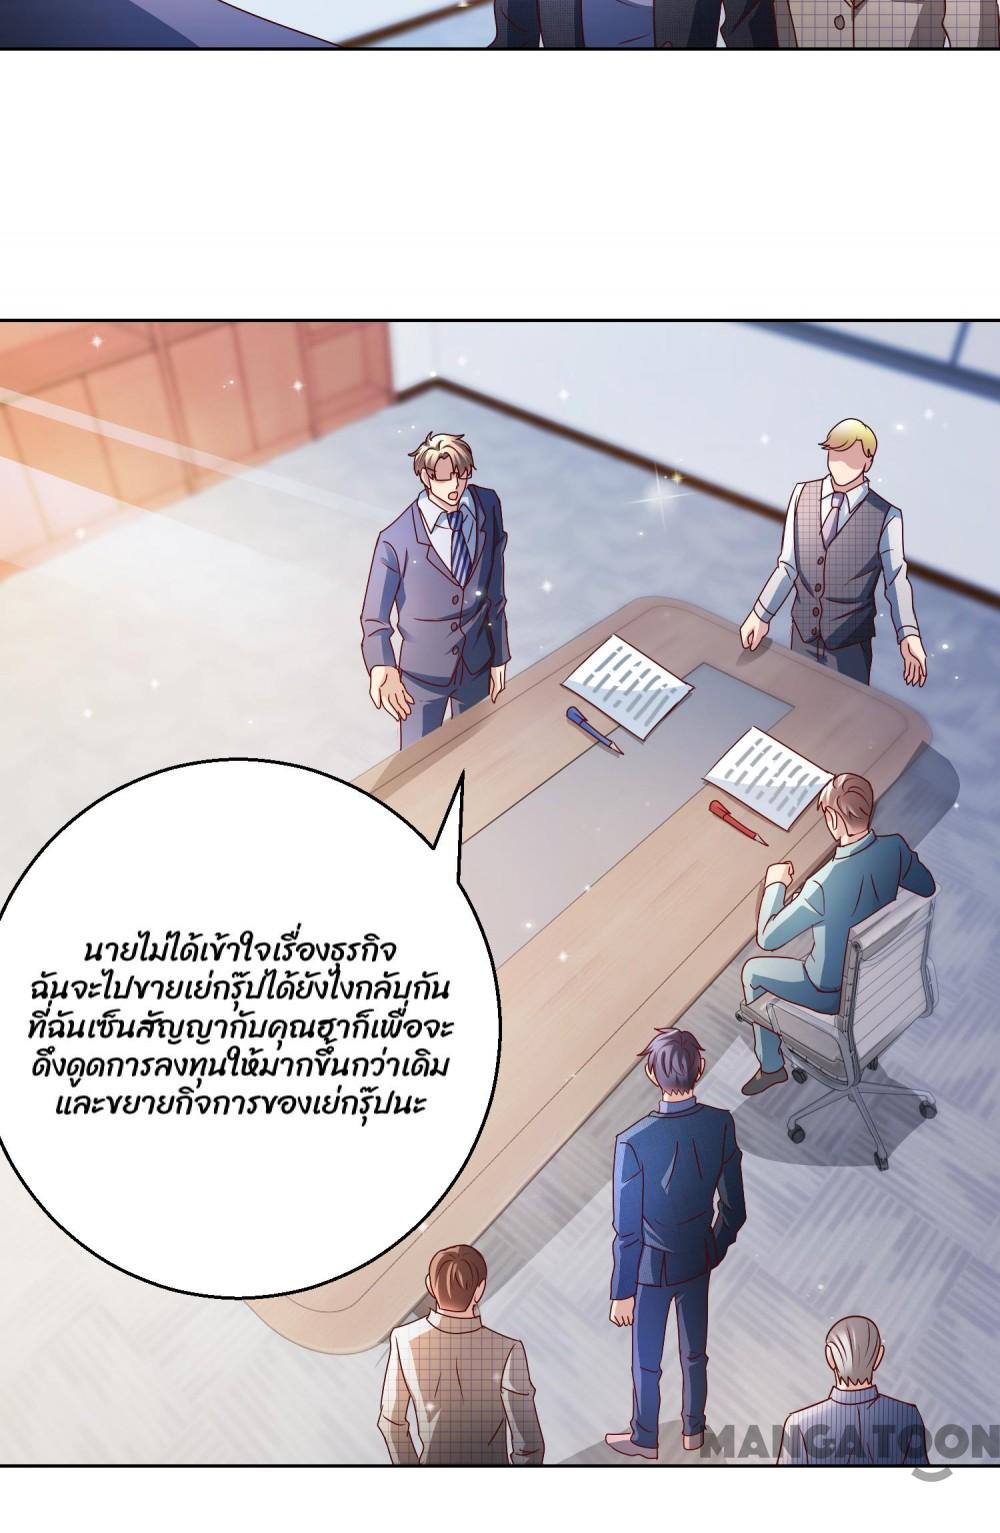 นายไม่ได้เข้าใจเรื่องธุรกิจ
ฉันจะไปขายเย่กรุ๊ปได้ยังไงกลับกัน
ที่ฉันเซ็นสัญญากับคุณฮาก็เพื่อจะ
ดึงดูดการลงทุนให้มากขึ้นกว่าเดิม
และขยายกิจการของเย่กรุ๊ปนะ
MANGATOON